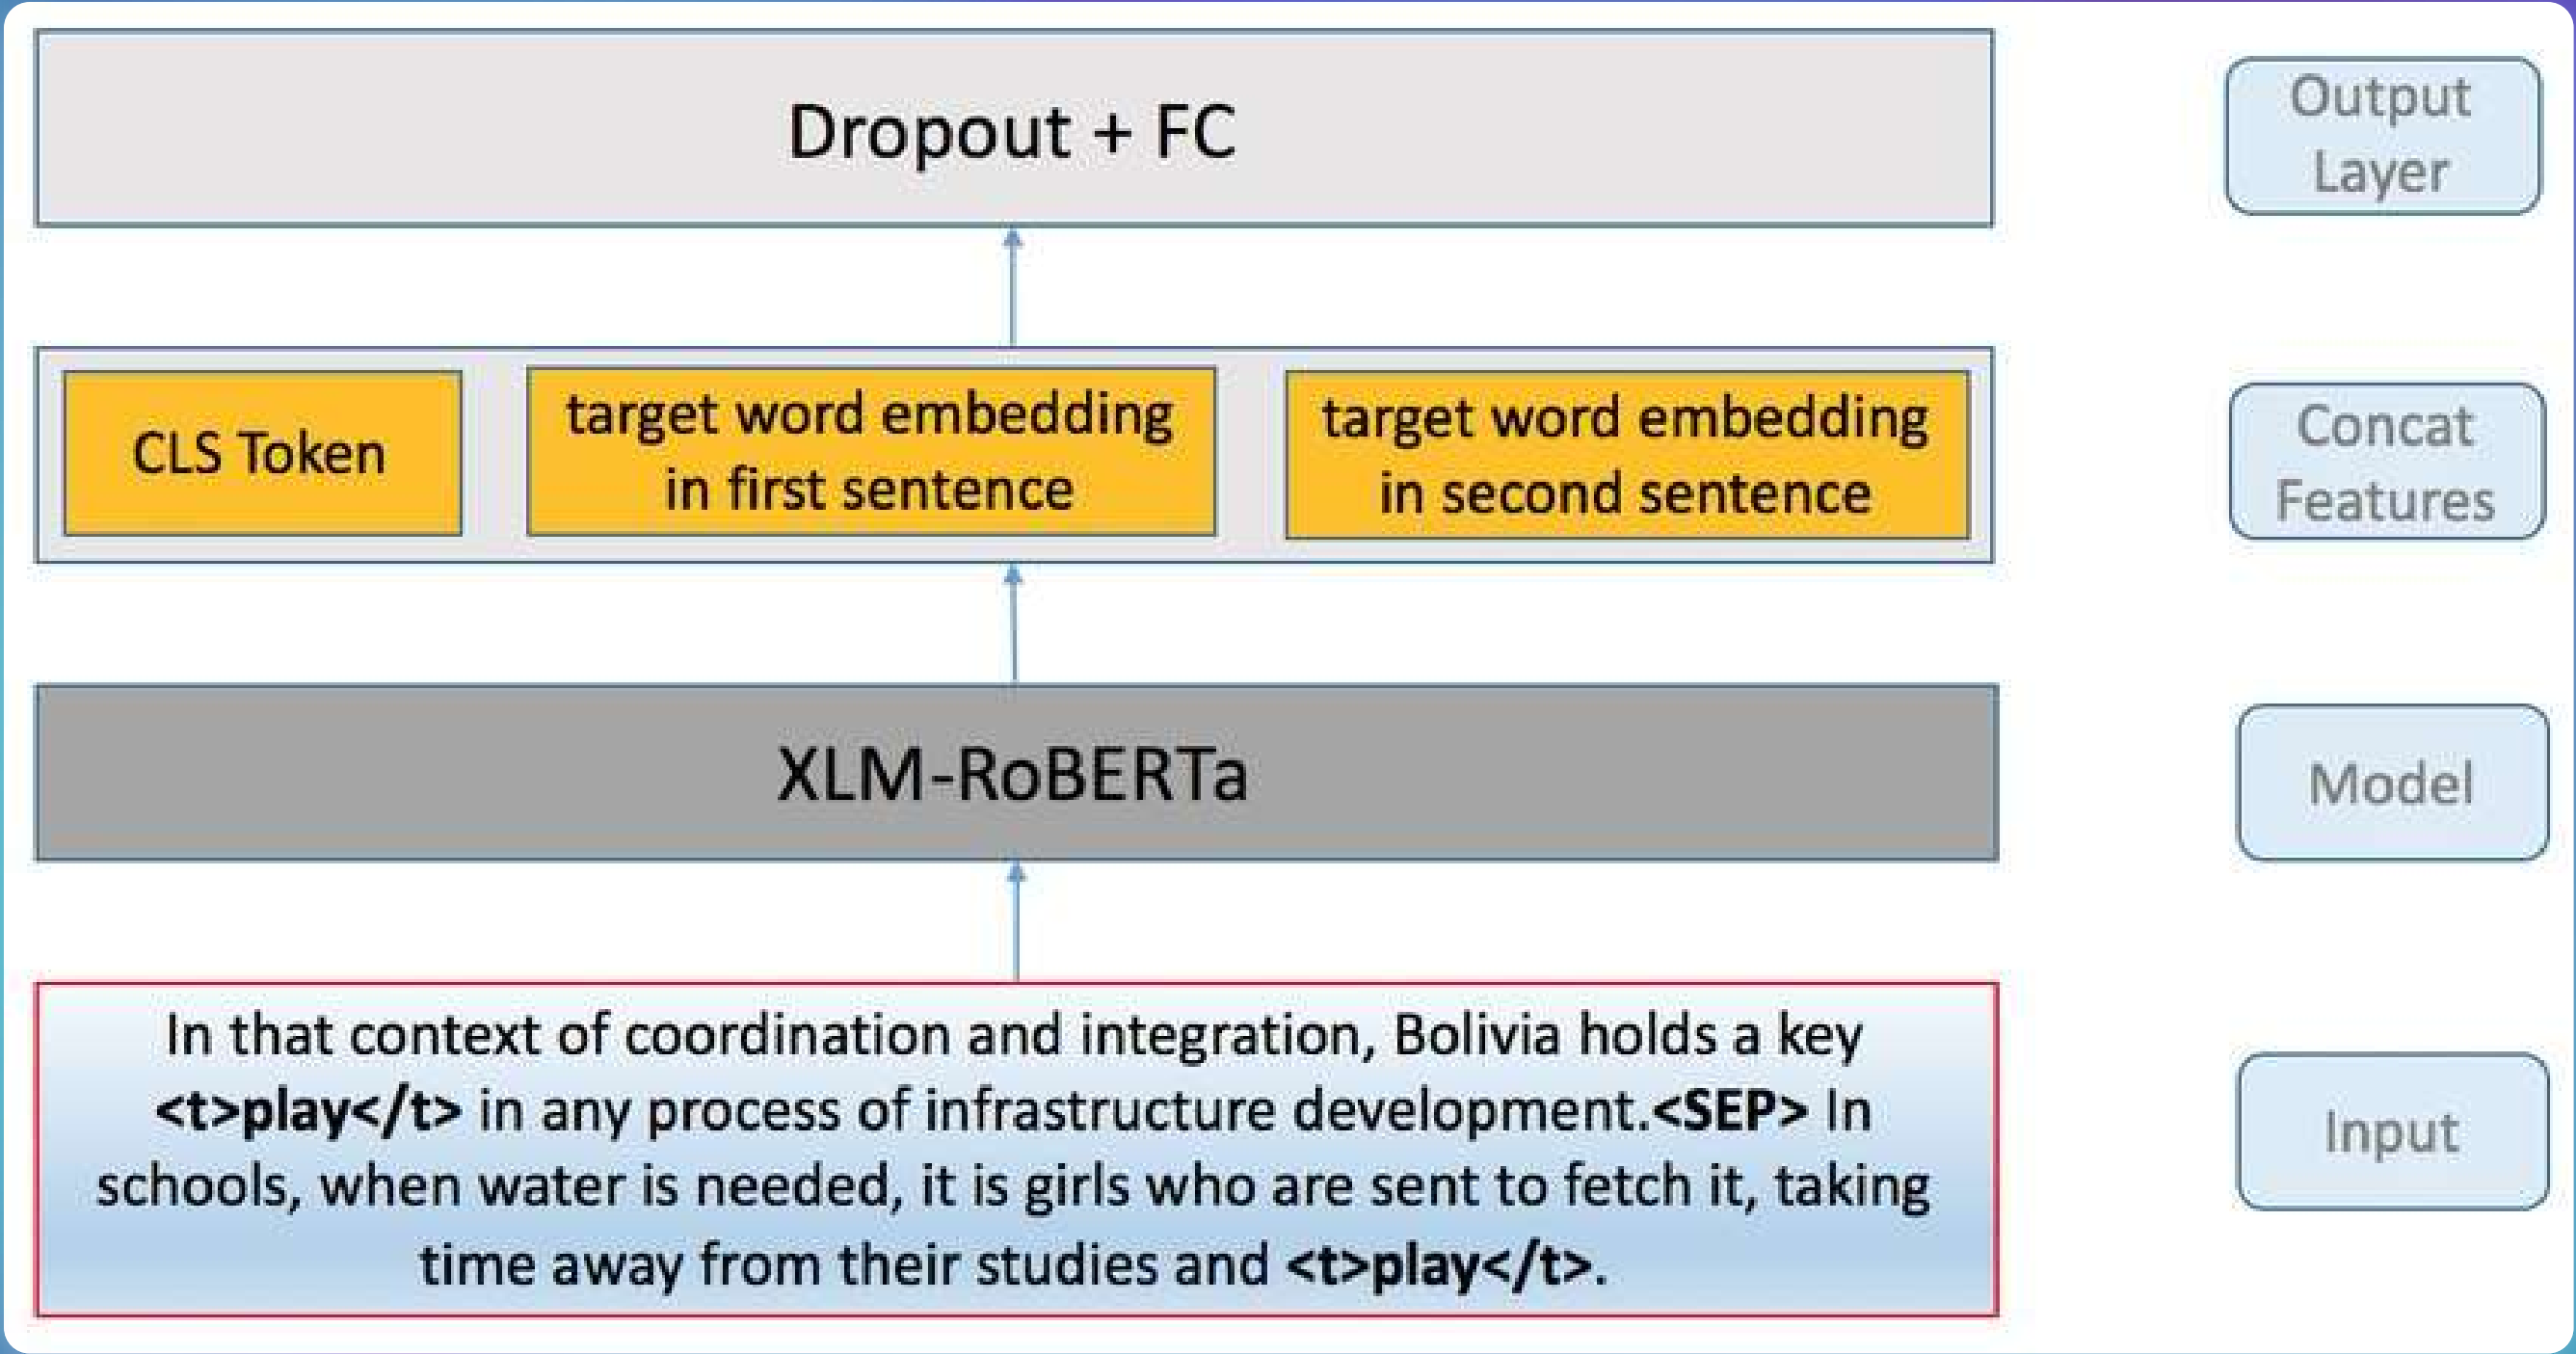 Dropout + FC
Output
Layer
CLS Token
target word embedding
in first sentence
target word embedding
in second sentence
Concat
Features
XLM-RoBERTa
Model
In that context of coordination and integration, Bolivia holds a key
<t>play</t> in any process of infrastructure development.<SEP> In
schools, when water is needed, it is girls who are sent to fetch it, taking
time away from their studies and <t>play</t>.
Input